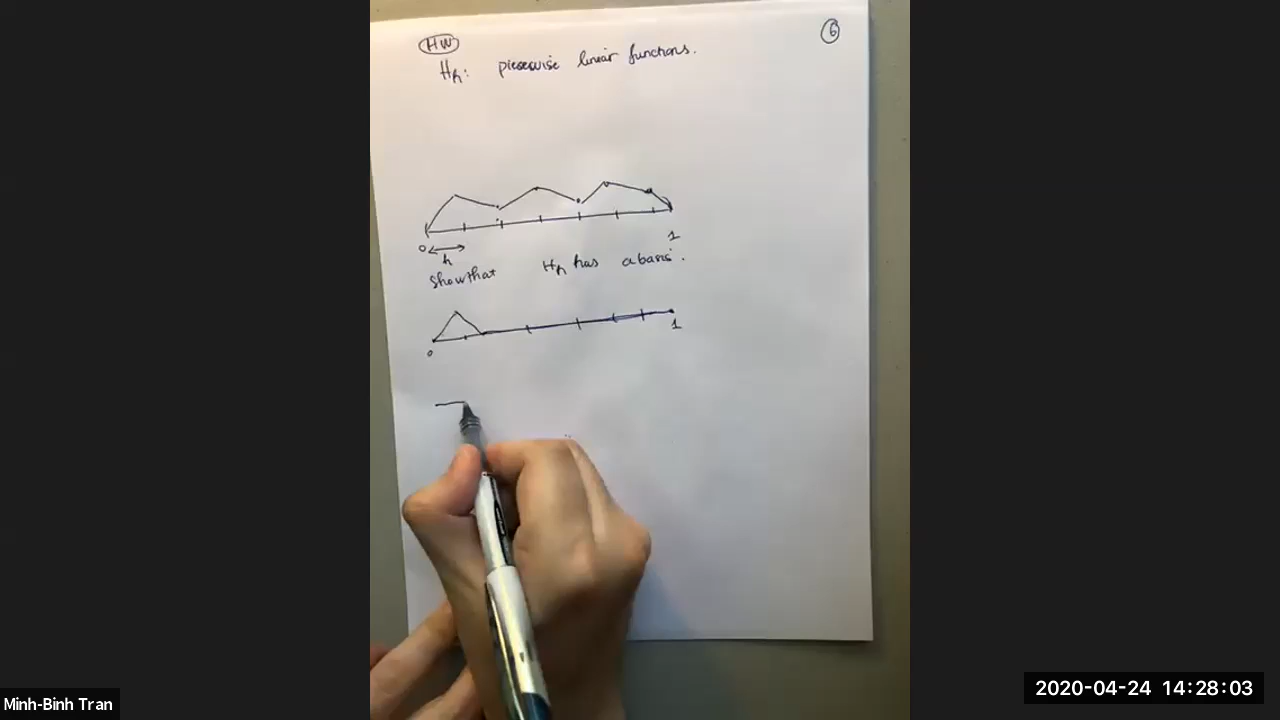 HW
6
Hh: piecewise linear functions.
0
h
1
Show that Hh has a basis.
0
1
Minh-Binh Tran
2020-04-24 14:28:03